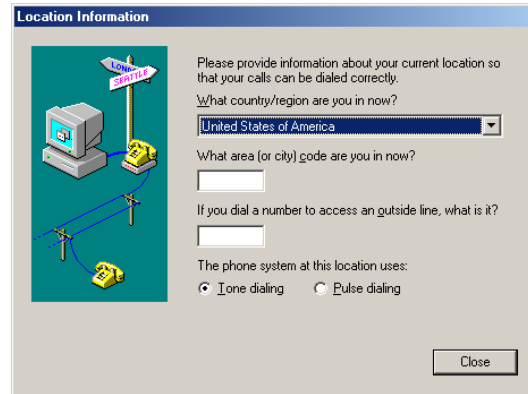 Location Information
LONDO
SEATTLE
Please provide information about your current location so
that your calls can be dialed correctly.
What country/region are you in now?
United States of America
What area (or city) code are you in now?
If you dial a number to access an outside line, what is it?
The phone system at this location uses:
Tone dialing Pulse dialing
Close